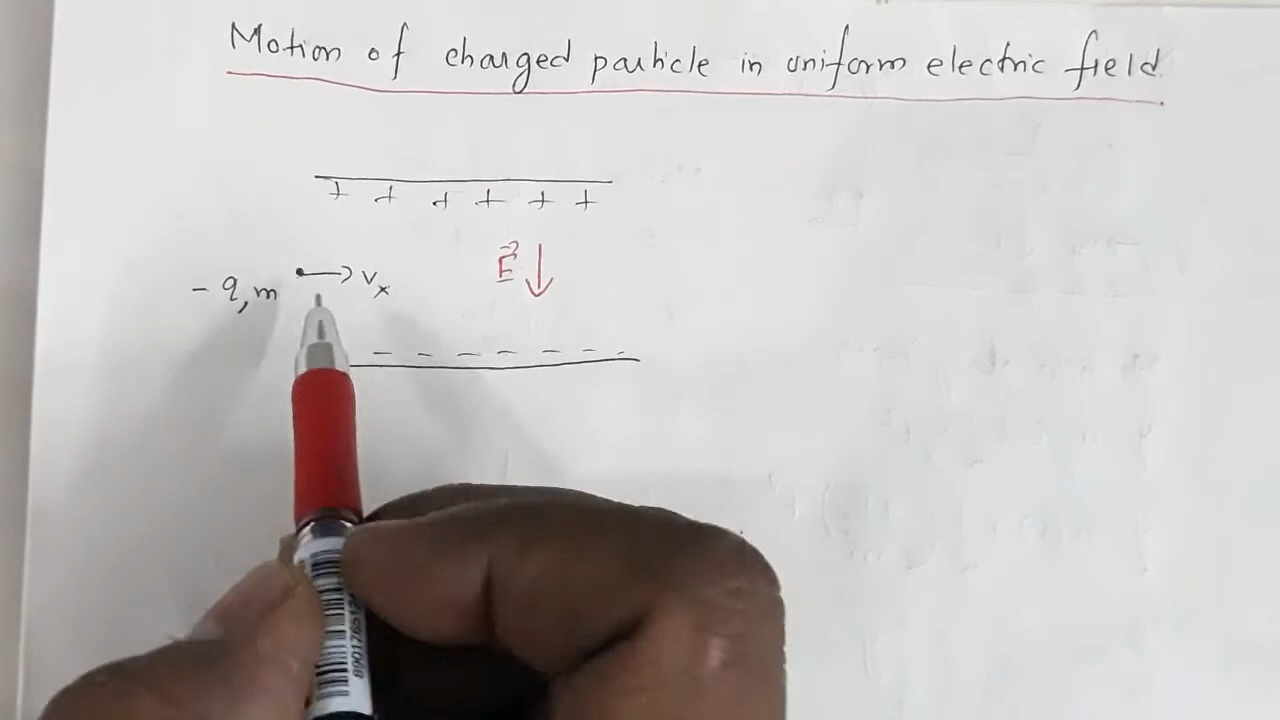 Motion of charged particle in uniform electric field.
+ + + + + +
E⃗ ↓
- q, m •→ vx
- - - - - - -